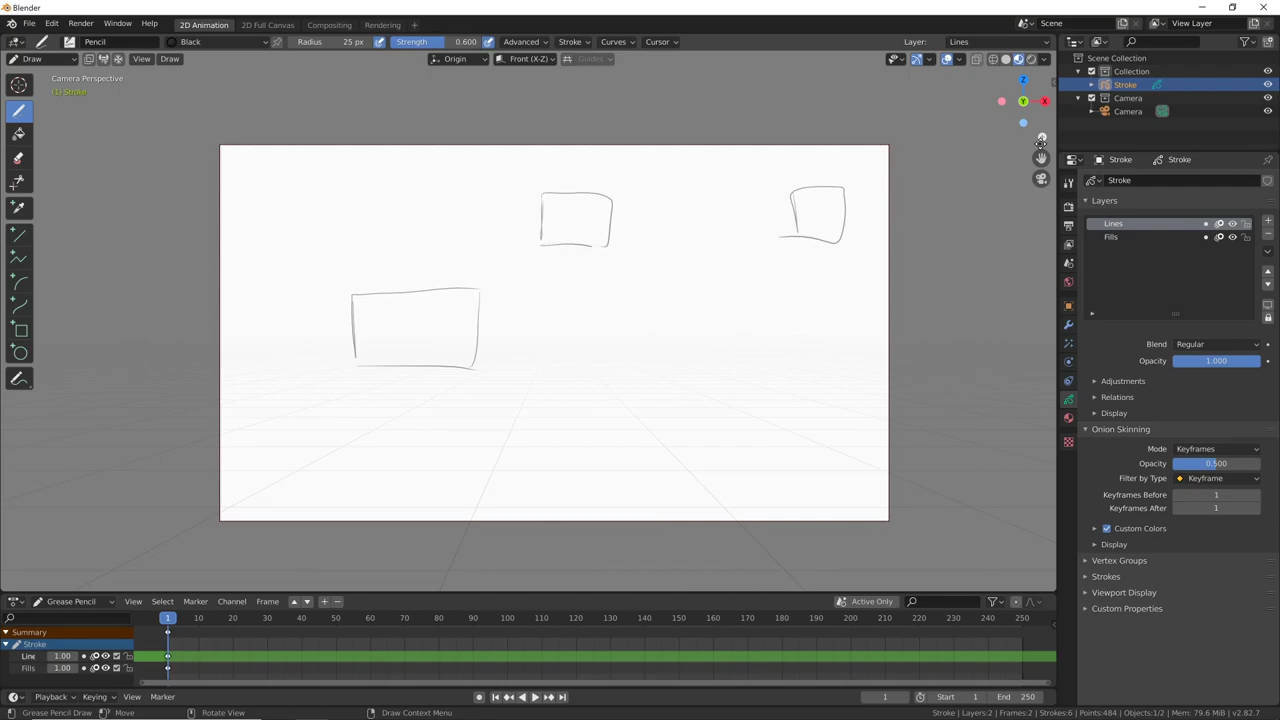 Blender
File Edit Render Window Help 2D Animation 2D Full Canvas Compositing Rendering + Scene View Layer
Pencil Black Radius 25 px Strength 0.600 Advanced Stroke Curves Cursor Layer: Lines
Draw View Draw Origin Front (X-Z) Guides
Camera Perspective
(1) Stroke
Z
Y X
Scene Collection
Collection
Stroke
Camera
Camera
Stroke Stroke
Stroke
Layers
Lines
Fills
Blend Regular
Opacity 1.000
Adjustments
Relations
Display
Onion Skinning
Mode Keyframes
Opacity 0.500
Filter by Type Keyframe
Keyframes Before 1
Keyframes After 1
Custom Colors
Display
Vertex Groups
Strokes
Viewport Display
Custom Properties
Grease Pencil View Select Marker Channel Frame Active Only
1 10 20 30 40 50 60 70 80 90 100 110 120 130 140 150 160 170 180 190 200 210 220 230 240 250
Summary
Stroke
Line 1.00
Fills 1.00
Playback Keying View Marker 1 Start 1 End 250
Grease Pencil Draw Move Rotate View Draw Context Menu Stroke | Layers:2 | Frames:2 | Strokes:6 | Points:484 | Objects:1/2 | Mem: 79.6 MiB | v2.82.7